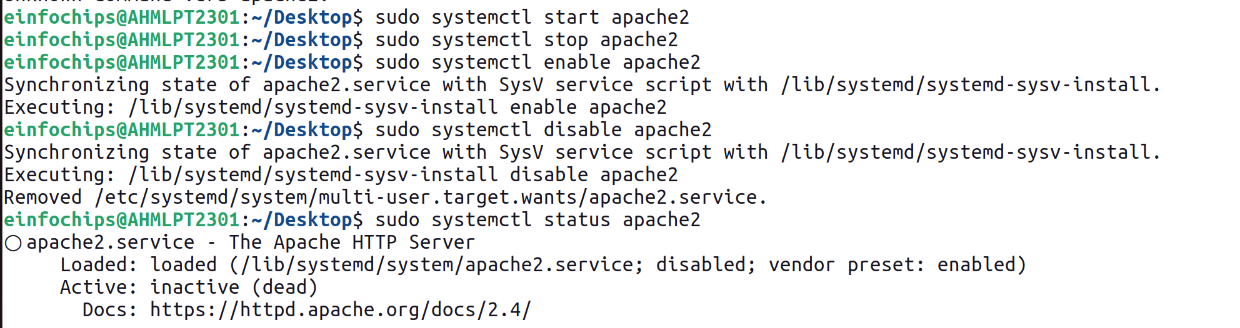 einfochips@AHMLPT2301:~/Desktop$ sudo systemctl start apache2
einfochips@AHMLPT2301:~/Desktop$ sudo systemctl stop apache2
einfochips@AHMLPT2301:~/Desktop$ sudo systemctl enable apache2
Synchronizing state of apache2.service with SysV service script with /lib/systemd/systemd-sysv-install.
Executing: /lib/systemd/systemd-sysv-install enable apache2
einfochips@AHMLPT2301:~/Desktop$ sudo systemctl disable apache2
Synchronizing state of apache2.service with SysV service script with /lib/systemd/systemd-sysv-install.
Executing: /lib/systemd/systemd-sysv-install disable apache2
Removed /etc/systemd/system/multi-user.target.wants/apache2.service.
einfochips@AHMLPT2301:~/Desktop$ sudo systemctl status apache2
○ apache2.service - The Apache HTTP Server
     Loaded: loaded (/lib/systemd/system/apache2.service; disabled; vendor preset: enabled)
     Active: inactive (dead)
       Docs: https://httpd.apache.org/docs/2.4/